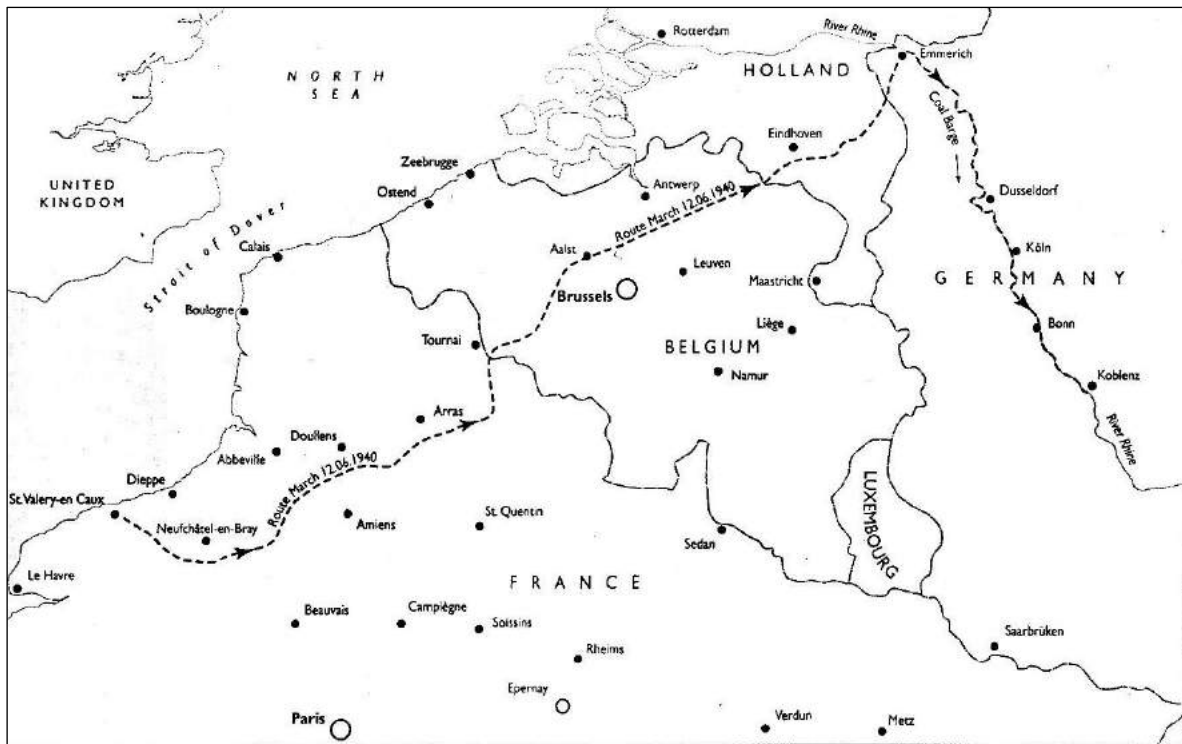 Rotterdam
River Rhine
Emmerich
NORTH
SEA
HOLLAND
Coal Barge
Eindhoven
Zeebrugge
UNITED
KINGDOM
Ostend
Antwerp
Route March 12.06.1940
Dusseldorf
Strait of Dover
Calais
Aalst
Leuven
Köln
Brussels
Maastricht
GERMANY
Boulogne
Liège
Bonn
Tournai
BELGIUM
Namur
Koblenz
Arras
Doullens
Abbeville
River Rhine
Route March 12.06.1940
Dieppe
St.Valery-en Caux
Neufchâtel-en-Bray
Amiens
St. Quentin
Sedan
LUXEMBOURG
Le Havre
FRANCE
Beauvais
Campiègne
Soissins
Saarbrüken
Rheims
Epernay
Paris
Verdun
Metz